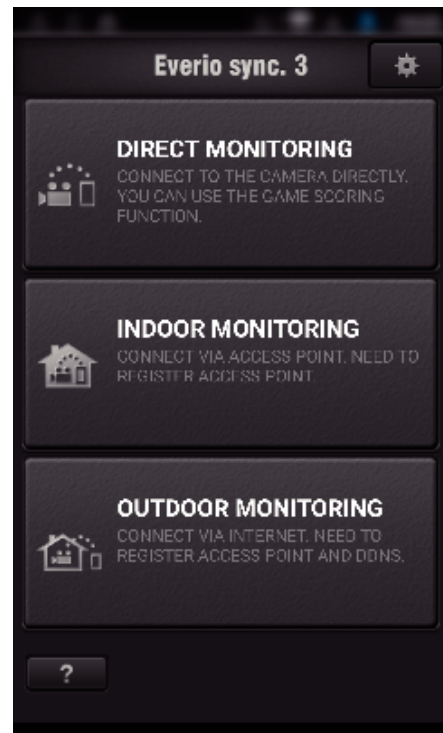 Everio sync. 3
DIRECT MONITORING
CONNECT TO THE CAMERA DIRECTLY.
YOU CAN USE THE GAME SCORING
FUNCTION.
INDOOR MONITORING
CONNECT VIA ACCESS POINT. NEED TO
REGISTER ACCESS POINT.
OUTDOOR MONITORING
CONNECT VIA INTERNET. NEED TO
REGISTER ACCESS POINT AND DDNS.
?